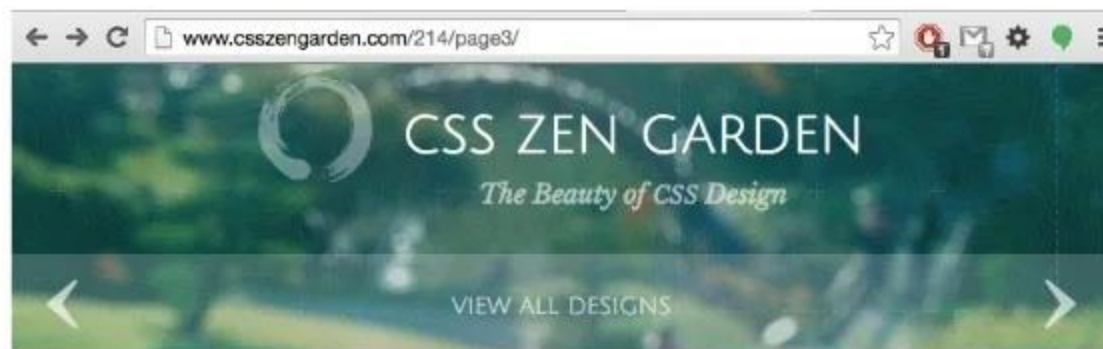 www.csszengarden.com/214/page3/
CSS ZEN GARDEN
The Beauty of CSS Design
VIEW ALL DESIGNS